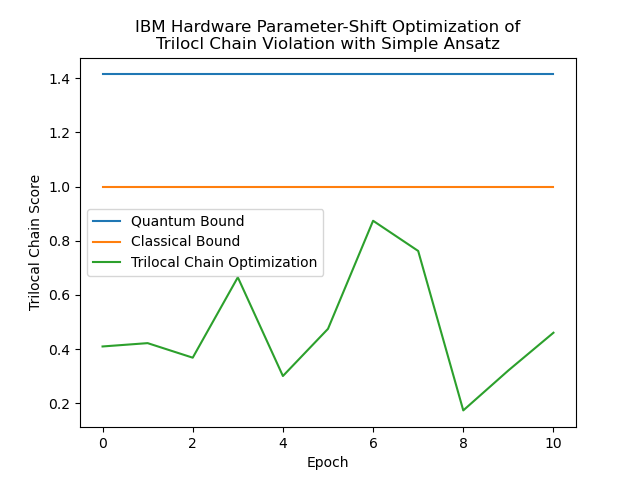 IBM Hardware Parameter-Shift Optimization of
Trilocl Chain Violation with Simple Ansatz
1.4
1.2
1.0
0.8
0.6
0.4
0.2
Trilocal Chain Score
Quantum Bound
Classical Bound
Trilocal Chain Optimization
0 2 4 6 8 10
Epoch